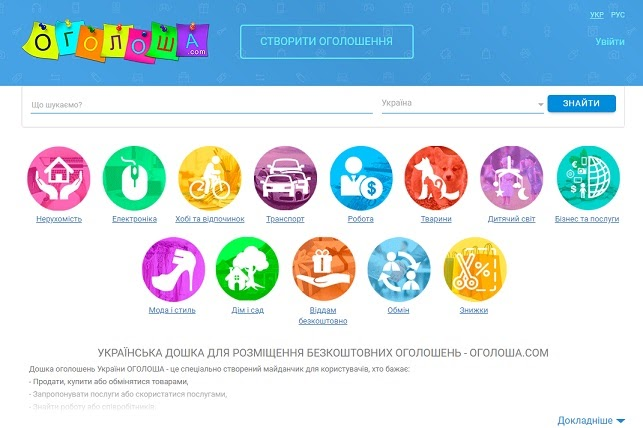 УКР РУС
ОГОЛОША
.com
СТВОРИТИ ОГОЛОШЕННЯ
Увійти
Що шукаємо?
Україна
ЗНАЙТИ
Нерухомість
Електроніка
Хобі та відпочинок
Транспорт
Робота
Тварини
Дитячий світ
Бізнес та послуги
Мода і стиль
Дім і сад
Віддам
безкоштовно
Обмін
Знижки
УКРАЇНСЬКА ДОШКА ДЛЯ РОЗМІЩЕННЯ БЕЗКОШТОВНИХ ОГОЛОШЕНЬ - ОГОЛОША.COM
Дошка оголошень України ОГОЛОША - це спеціально створений майданчик для користувачів, хто бажає:
- Продати, купити або обмінятися товарами,
- Запропонувати послуги або скористатися послугами,
- Знайти роботу або співробітників,
Докладніше